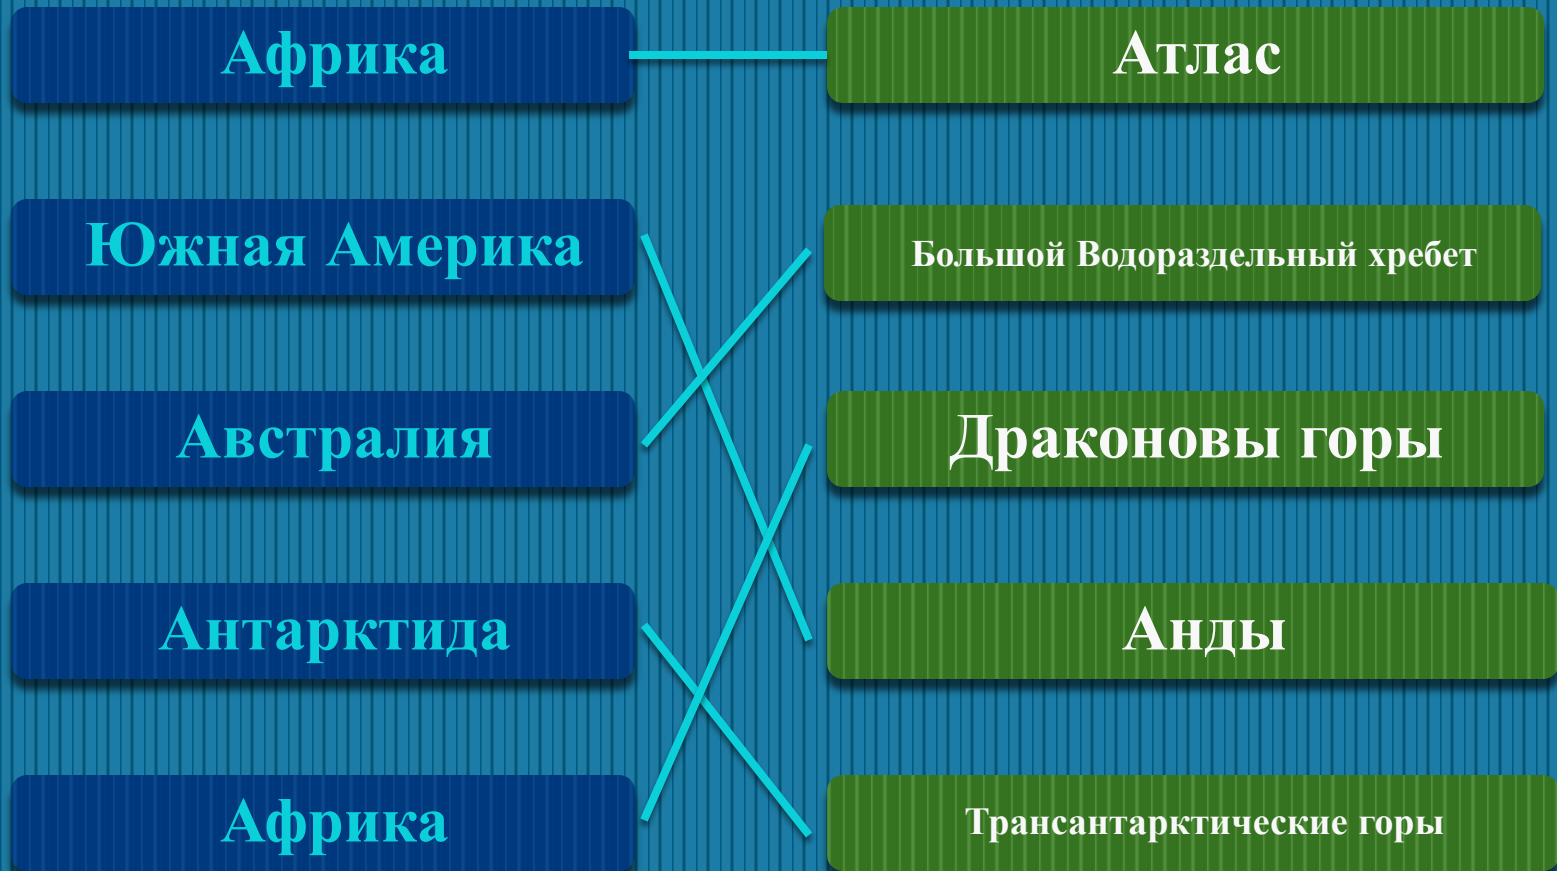 Африка
Атлас
Южная Америка
Большой Водораздельный хребет
Австралия
Драконовы горы
Антарктида
Анды
Африка
Трансантарктические горы